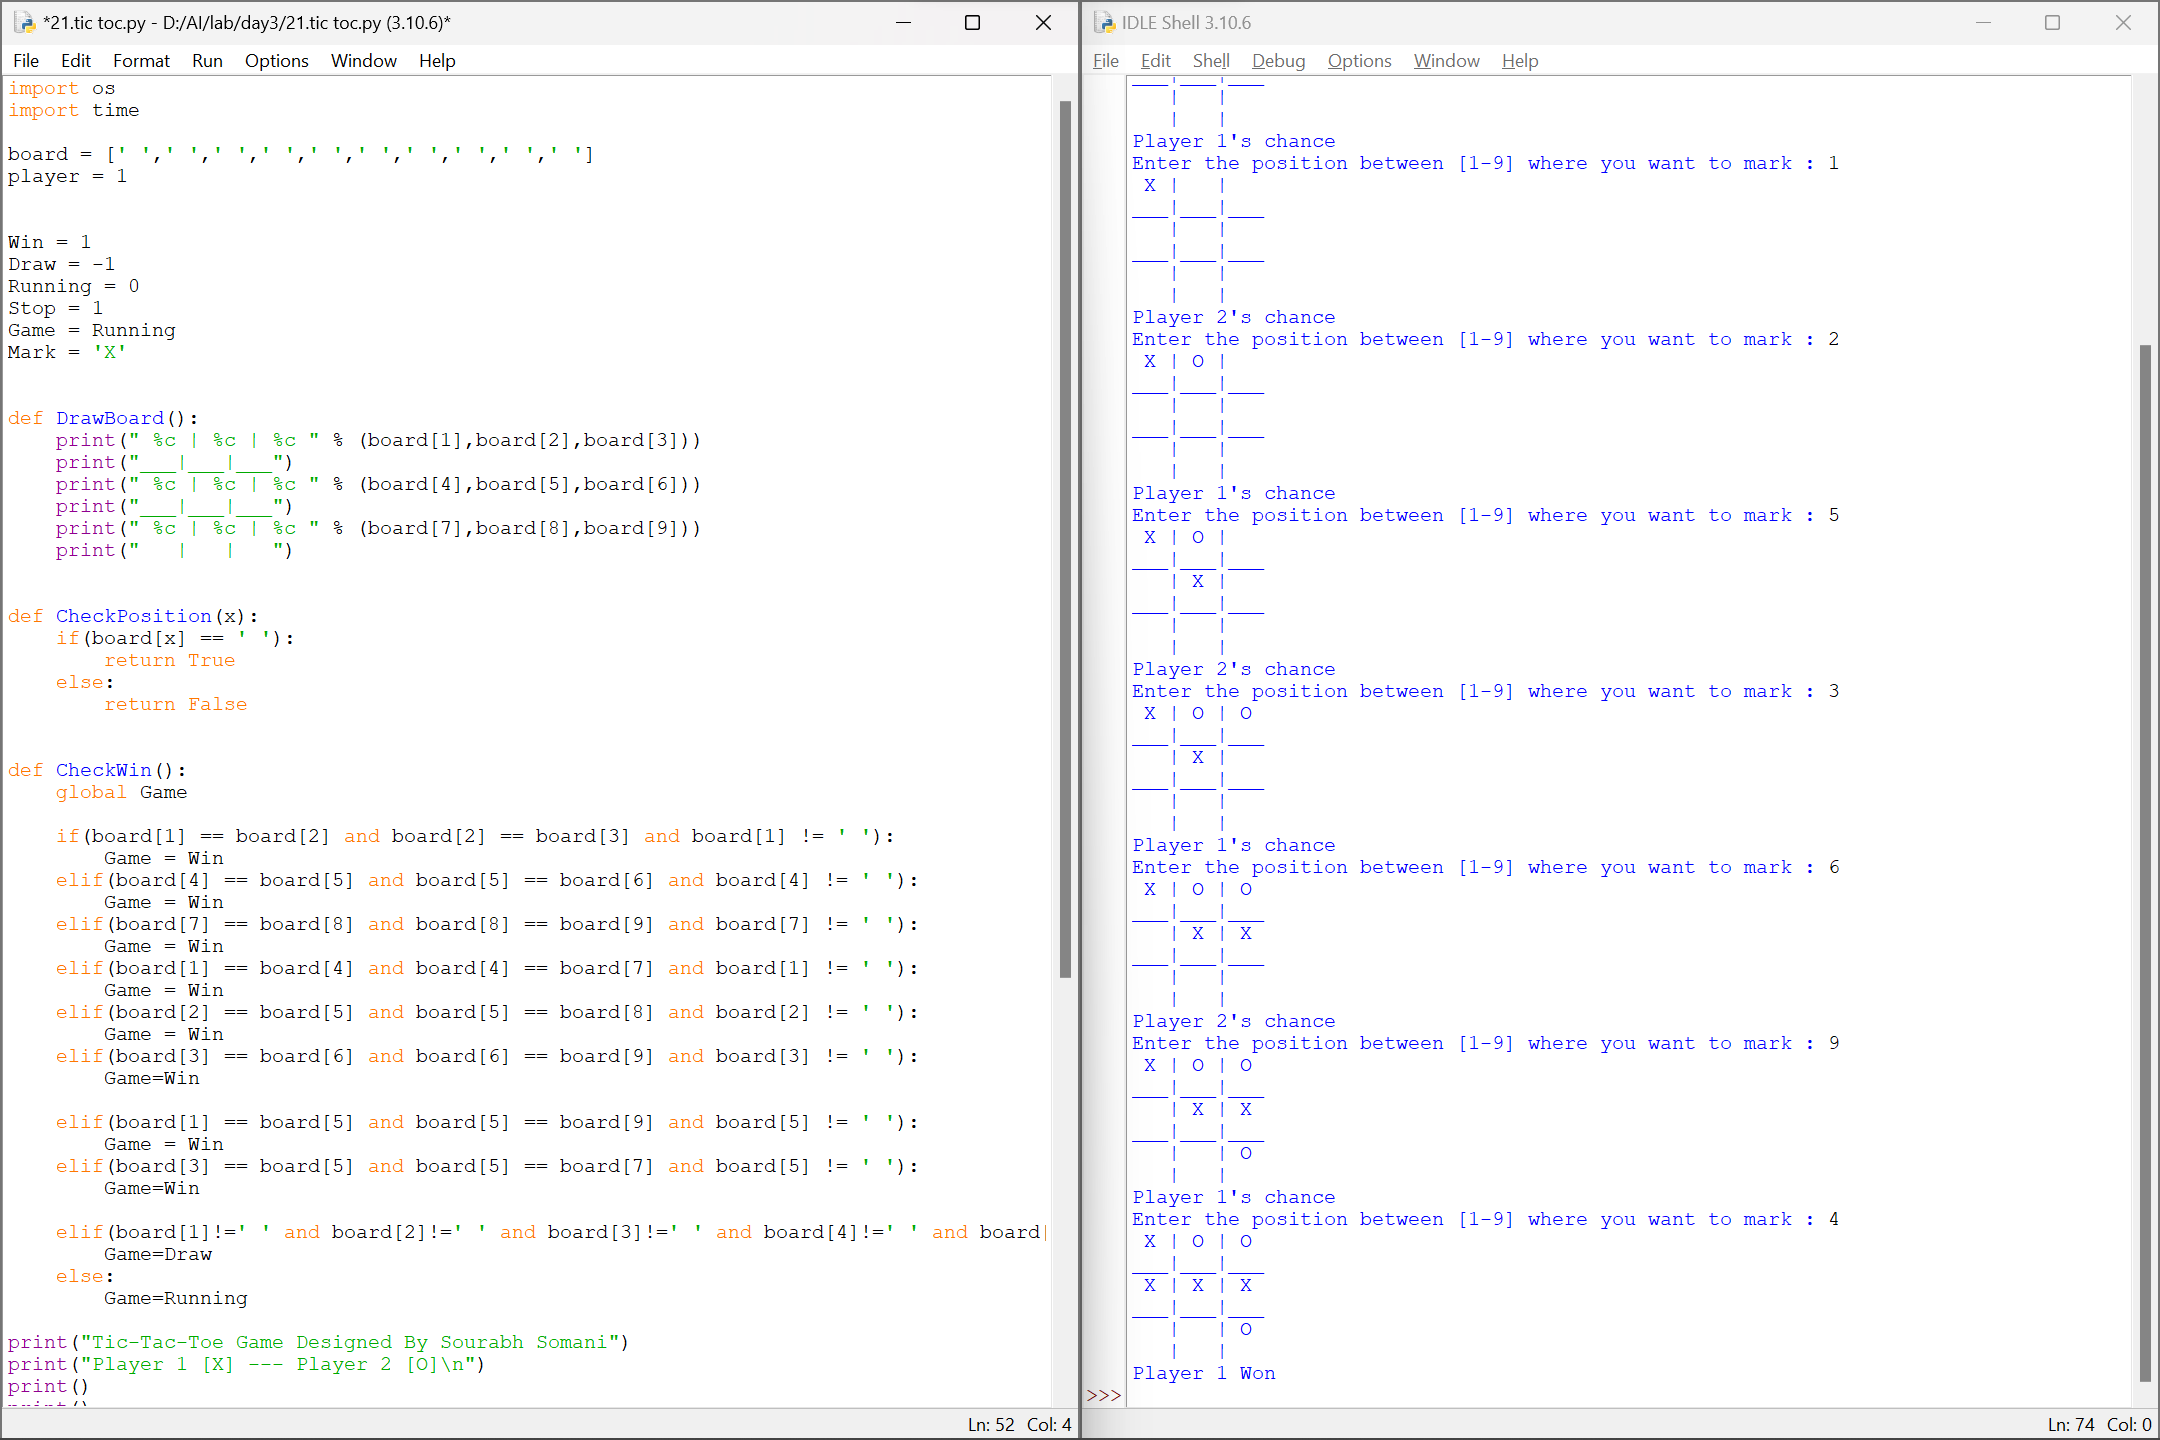 *21.tic toc.py - D:/AI/lab/day3/21.tic toc.py (3.10.6)*
File Edit Format Run Options Window Help
import os
import time
board = [' ',' ',' ',' ',' ',' ',' ',' ',' ',' ']
player = 1
Win = 1
Draw = -1
Running = 0
Stop = 1
Game = Running
Mark = 'X'
def DrawBoard():
    print(" %c | %c | %c " % (board[1],board[2],board[3]))
    print("___|___|___")
    print(" %c | %c | %c " % (board[4],board[5],board[6]))
    print("___|___|___")
    print(" %c | %c | %c " % (board[7],board[8],board[9]))
    print("   |   |   ")
def CheckPosition(x):
    if(board[x] == ' '):
        return True
    else:
        return False
def CheckWin():
    global Game
    if(board[1] == board[2] and board[2] == board[3] and board[1] != ' '):
        Game = Win
    elif(board[4] == board[5] and board[5] == board[6] and board[4] != ' '):
        Game = Win
    elif(board[7] == board[8] and board[8] == board[9] and board[7] != ' '):
        Game = Win
    elif(board[1] == board[4] and board[4] == board[7] and board[1] != ' '):
        Game = Win
    elif(board[2] == board[5] and board[5] == board[8] and board[2] != ' '):
        Game = Win
    elif(board[3] == board[6] and board[6] == board[9] and board[3] != ' '):
        Game=Win
    elif(board[1] == board[5] and board[5] == board[9] and board[5] != ' '):
        Game = Win
    elif(board[3] == board[5] and board[5] == board[7] and board[5] != ' '):
        Game=Win
    elif(board[1]!=' ' and board[2]!=' ' and board[3]!=' ' and board[4]!=' ' and board[
        Game=Draw
    else:
        Game=Running
print("Tic-Tac-Toe Game Designed By Sourabh Somani")
print("Player 1 [X] --- Player 2 [O]\n")
print()
Ln: 52 Col: 4
IDLE Shell 3.10.6
File Edit Shell Debug Options Window Help
___|___|___
   |   |
   |   |
Player 1's chance
Enter the position between [1-9] where you want to mark : 1
 X |   |
___|___|___
   |   |
___|___|___
   |   |
   |   |
Player 2's chance
Enter the position between [1-9] where you want to mark : 2
 X | O |
___|___|___
   |   |
___|___|___
   |   |
   |   |
Player 1's chance
Enter the position between [1-9] where you want to mark : 5
 X | O |
___|___|___
   | X |
___|___|___
   |   |
   |   |
Player 2's chance
Enter the position between [1-9] where you want to mark : 3
 X | O | O
___|___|___
   | X |
___|___|___
   |   |
   |   |
Player 1's chance
Enter the position between [1-9] where you want to mark : 6
 X | O | O
___|___|___
   | X | X
___|___|___
   |   |
   |   |
Player 2's chance
Enter the position between [1-9] where you want to mark : 9
 X | O | O
___|___|___
   | X | X
___|___|___
   |   | O
   |   |
Player 1's chance
Enter the position between [1-9] where you want to mark : 4
 X | O | O
___|___|___
 X | X | X
___|___|___
   |   | O
   |   |
Player 1 Won
>>>
Ln: 74 Col: 0